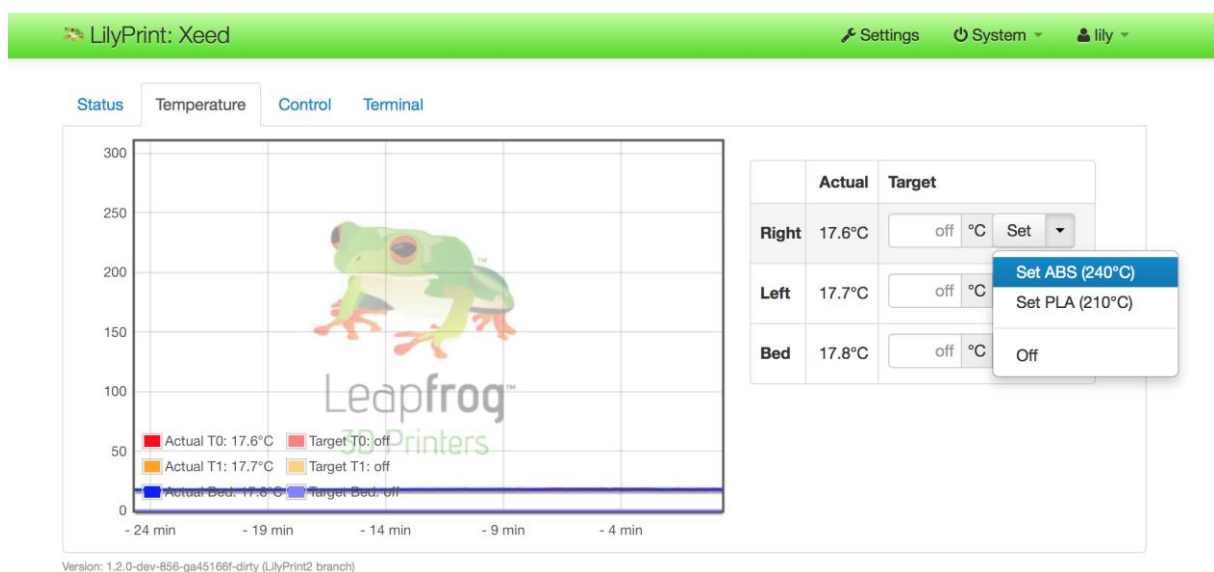 LilyPrint: Xeed Settings System lily
Status Temperature Control Terminal
300
250
200
150
100
50
0
- 24 min - 19 min - 14 min - 9 min - 4 min
Leapfrog™
3D Printers
Actual T0: 17.6°C Target T0: off
Actual T1: 17.7°C Target T1: off
Actual Bed: 17.8°C Target Bed: off
Actual Target
Right 17.6°C off °C Set
Left 17.7°C off °C
Bed 17.8°C off °C
Set ABS (240°C)
Set PLA (210°C)
Off
Version: 1.2.0-dev-856-ga45166f-dirty (LilyPrint2 branch)